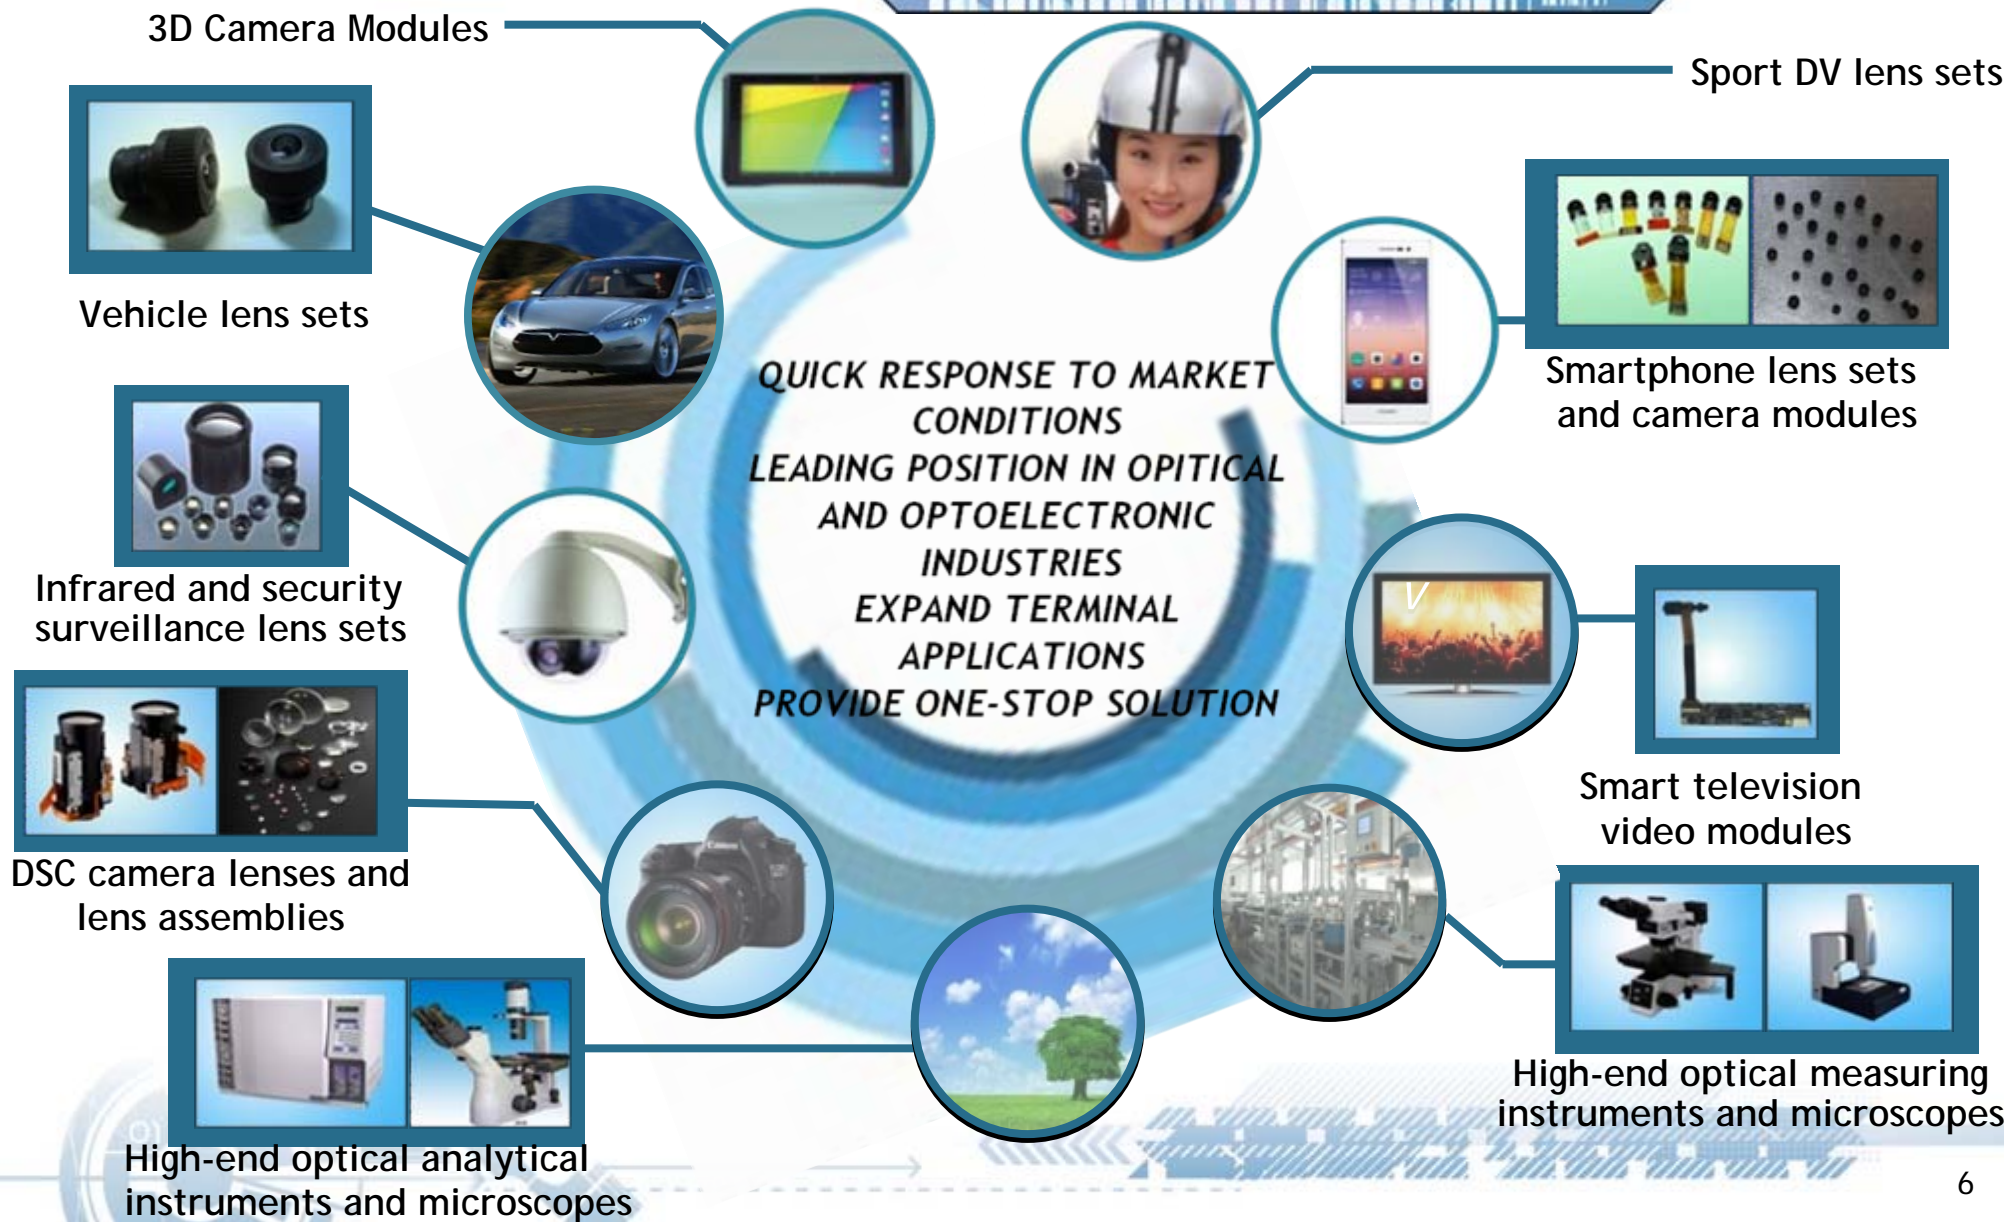 3D Camera Modules
Sport DV lens sets
Vehicle lens sets
Smartphone lens sets
and camera modules
QUICK RESPONSE TO MARKET
CONDITIONS
LEADING POSITION IN OPITICAL
AND OPTOELECTRONIC
INDUSTRIES
EXPAND TERMINAL
APPLICATIONS
PROVIDE ONE-STOP SOLUTION
Infrared and security
surveillance lens sets
V
Smart television
video modules
DSC camera lenses and
lens assemblies
Canon
High-end optical measuring
instruments and microscopes
High-end optical analytical
instruments and microscopes
6